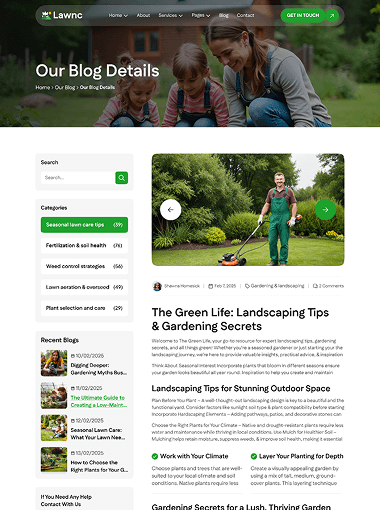 Lawnc
Home
About
Services
Pages
Blog
Contact
GET IN TOUCH
Our Blog Details
Home > Our Blog > Our Blog Details
Search
Search...
Categories
Seasonal lawn care tips (39)
Fertilization & soil health (76)
Weed control strategies (56)
Lawn aeration & overseed (49)
Plant selection and care (29)
Recent Blogs
10/02/2025
Digging Deeper:
Gardening Myths Bus...
11/02/2025
The Ultimate Guide to
Creating a Low-Maint...
12/02/2025
Seasonal Lawn Care:
What Your Lawn Nee...
13/02/2025
How to Choose the
Right Plants for Your G...
If You Need Any Help
Contact With Us
Shawna Homesick
Feb 7, 2025
Gardening & landscaping
2 Comments
The Green Life: Landscaping Tips
& Gardening Secrets
Welcome to The Green Life, your go-to resource for expert landscaping tips, gardening
secrets, and all things green! Whether you're a seasoned gardener or just starting your the
landscaping journey, we're here to provide valuable insights, practical advice, & inspiration
Think About Seasonal Interest Incorporate plants that bloom in different seasons ensure
your garden looks beautiful all year round. Inspiration to help you create and maintain
Landscaping Tips for Stunning Outdoor Space
Plan Before You Plant – A well-thought-out landscaping design is key to a beautiful and the
functional yard. Consider factors like sunlight soil type & plant compatibility before starting
Incorporate Hardscaping Elements – Adding pathways, patios, and decorative stones can
Choose the Right Plants for Your Climate – Native and drought-resistant plants require less
water and maintenance while thriving in local conditions. Use Mulch for Healthier Soil –
Mulching helps retain moisture, suppress weeds, & improve soil health, making it essential
Work with Your Climate
Choose plants and trees that are well-
suited to your local climate and soil
conditions. Native plants require less
Layer Your Planting for Depth
Create a visually appealing garden by
using a mix of tall, medium, ground-
cover plants. This layering technique
Gardening Secrets for a Lush, Thriving Garden